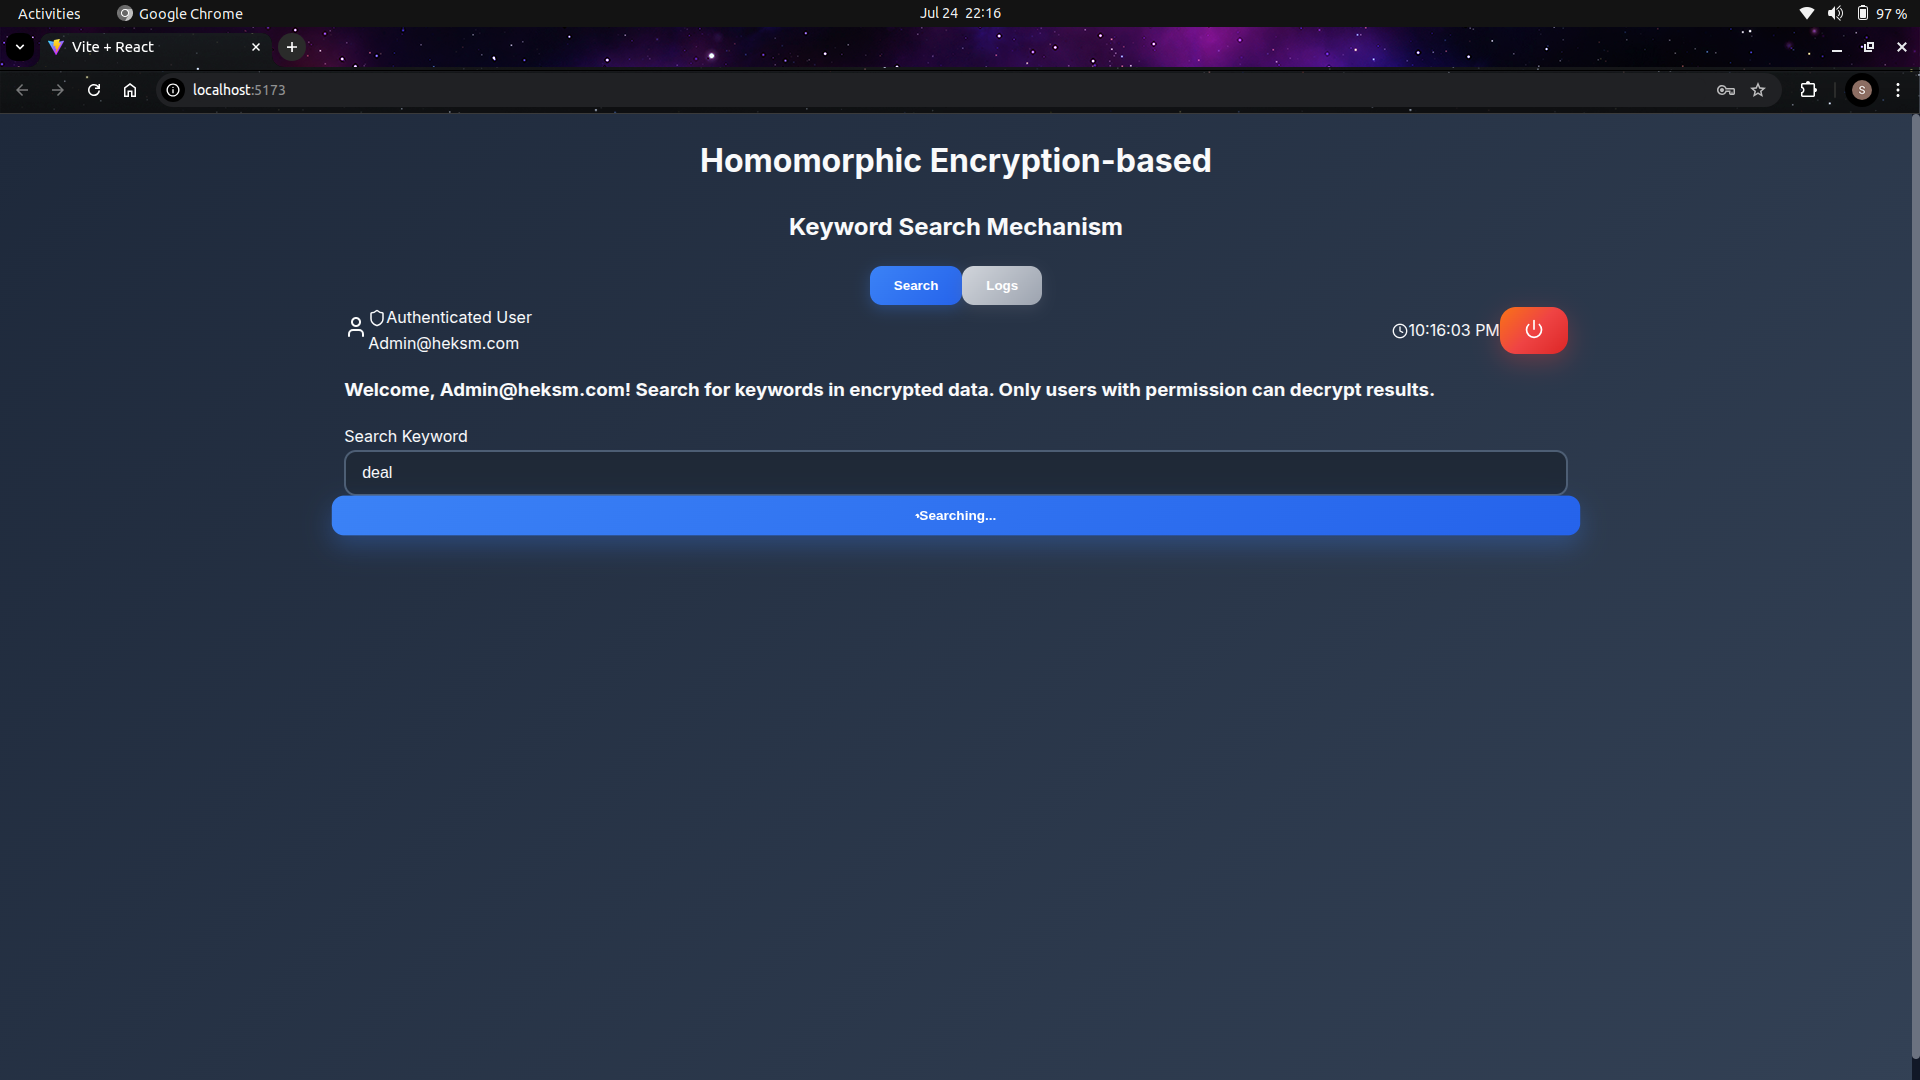 Activities Google Chrome Jul 24 22:16 97 %
Vite + React
localhost:5173 S
Homomorphic Encryption-based
Keyword Search Mechanism
Search Logs
Authenticated User
Admin@heksm.com
10:16:03 PM
Welcome, Admin@heksm.com! Search for keywords in encrypted data. Only users with permission can decrypt results.
Search Keyword
deal
Searching...